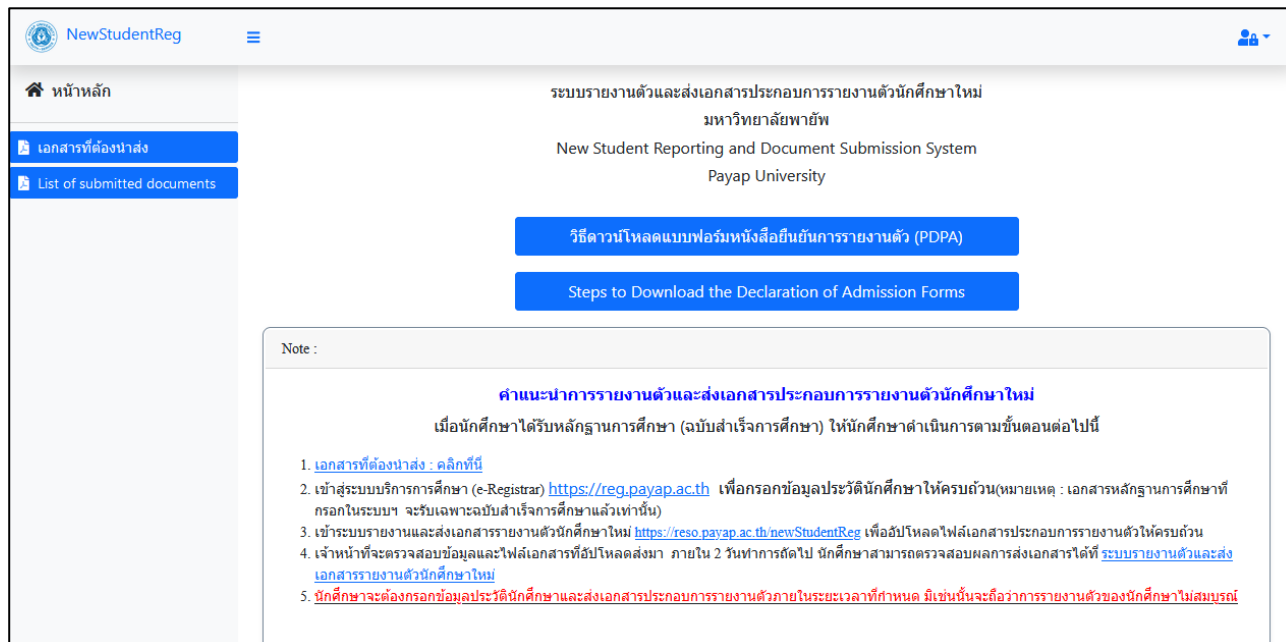 NewStudentReg
หน้าหลัก
เอกสารที่ต้องนำส่ง
List of submitted documents
ระบบรายงานตัวและส่งเอกสารประกอบการรายงานตัวนักศึกษาใหม่
มหาวิทยาลัยพายัพ
New Student Reporting and Document Submission System
Payap University
วิธีดาวน์โหลดแบบฟอร์มหนังสือยืนยันการรายงานตัว (PDPA)
Steps to Download the Declaration of Admission Forms
Note :
คำแนะนำการรายงานตัวและส่งเอกสารประกอบการรายงานตัวนักศึกษาใหม่
เมื่อนักศึกษาได้รับหลักฐานการศึกษา (ฉบับสำเร็จการศึกษา) ให้นักศึกษาดำเนินการตามขั้นตอนต่อไปนี้
1. เอกสารที่ต้องนำส่ง : คลิกที่นี่
2. เข้าสู่ระบบบริการการศึกษา (e-Registrar) https://reg.payap.ac.th เพื่อกรอกข้อมูลประวัตินักศึกษาให้ครบถ้วน(หมายเหตุ : เอกสารหลักฐานการศึกษาที่
กรอกในระบบฯ จะรับเฉพาะฉบับสำเร็จการศึกษาแล้วเท่านั้น)
3. เข้าระบบรายงานและส่งเอกสารรายงานตัวนักศึกษาใหม่ https://reso.payap.ac.th/newStudentReg เพื่ออัปโหลดไฟล์เอกสารประกอบการรายงานตัวให้ครบถ้วน
4. เจ้าหน้าที่จะตรวจสอบข้อมูลและไฟล์เอกสารที่อัปโหลดส่งมา ภายใน 2 วันทำการถัดไป นักศึกษาสามารถตรวจสอบผลการส่งเอกสารได้ที่ ระบบรายงานตัวและส่ง
เอกสารรายงานตัวนักศึกษาใหม่
5. นักศึกษาจะต้องกรอกข้อมูลประวัตินักศึกษาและส่งเอกสารประกอบการรายงานตัวภายในระยะเวลาที่กำหนด มิเช่นนั้นจะถือว่าการรายงานตัวของนักศึกษาไม่สมบูรณ์